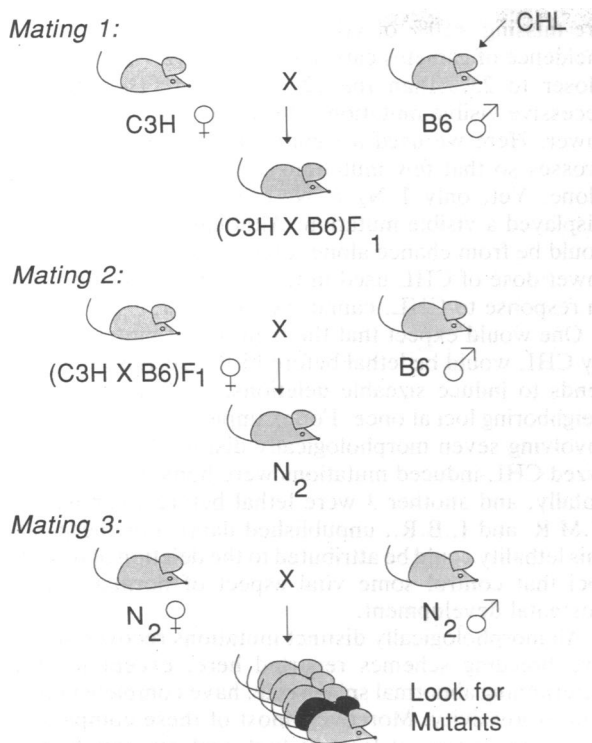 Mating 1:
CHL
X
C3H ♀
B6 ♂
(C3H X B6)F1
Mating 2:
X
(C3H X B6)F1 ♀
B6 ♂
N2
Mating 3:
X
N2 ♀
N2 ♂
Look for
Mutants